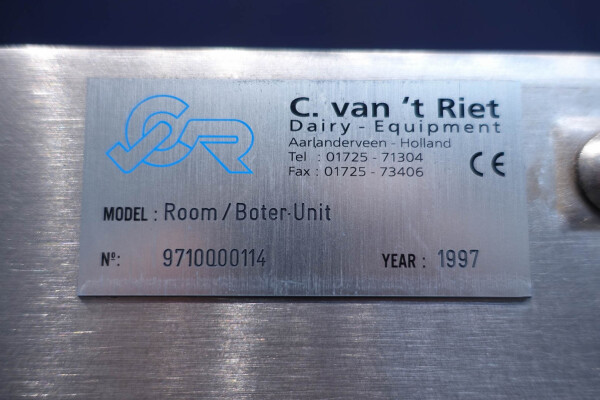 C. van 't Riet
Dairy - Equipment
Aarlanderveen - Holland
Tel : 01725 - 71304
Fax : 01725 - 73406
CE
MODEL : Room/Boter-Unit
Nº: 9710000114
YEAR : 1997